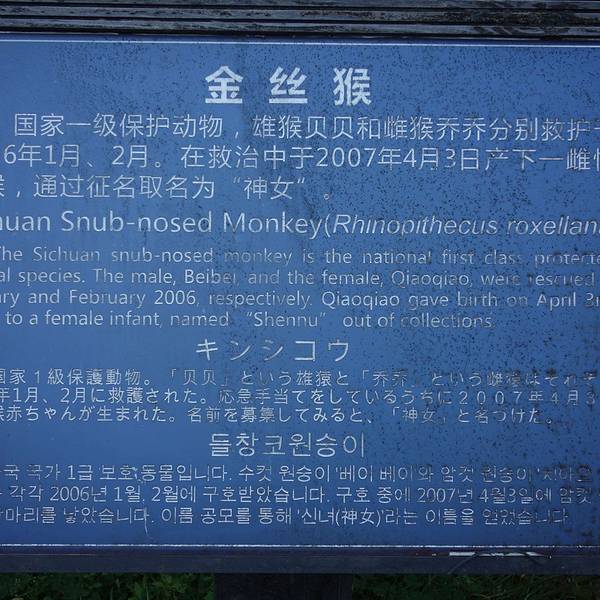 金丝猴
国家一级保护动物，雄猴贝贝和雌猴乔乔分别救护于
6年1月、2月。在救治中于2007年4月3日产下一雌性
，通过征名取名为“神女”。
huan Snub-nosed Monkey(Rhinopithecus roxellana
The Sichuan snub-nosed monkey is the national first class protecte
al species. The male, Beibei, and the female, Qiaoqiao, were rescued
ary and February 2006, respectively. Qiaoqiao gave birth on April 3r
to a female infant, named “Shennu” out of collections.
キンシコウ
国家１級保護動物。「贝贝」という雄猿と「乔乔」という雌猿はそれぞ
年1月、2月に救護された。応急手当てをしているうちに２００７年４月３
赤ちゃんが生まれた。名前を募集してみると、「神女」と名づけた。
들창코원숭이
국 국가 1급 보호 동물입니다. 수컷 원숭이 '베이 베이'와 암컷 원숭이
각각 2006년 1월, 2월에 구호받았습니다. 구호 중에 2007년 4월3일에 암컷
마리를 낳았습니다. 이름 공모를 통해 '신녀(神女)'라는 이름을 얻었습니다